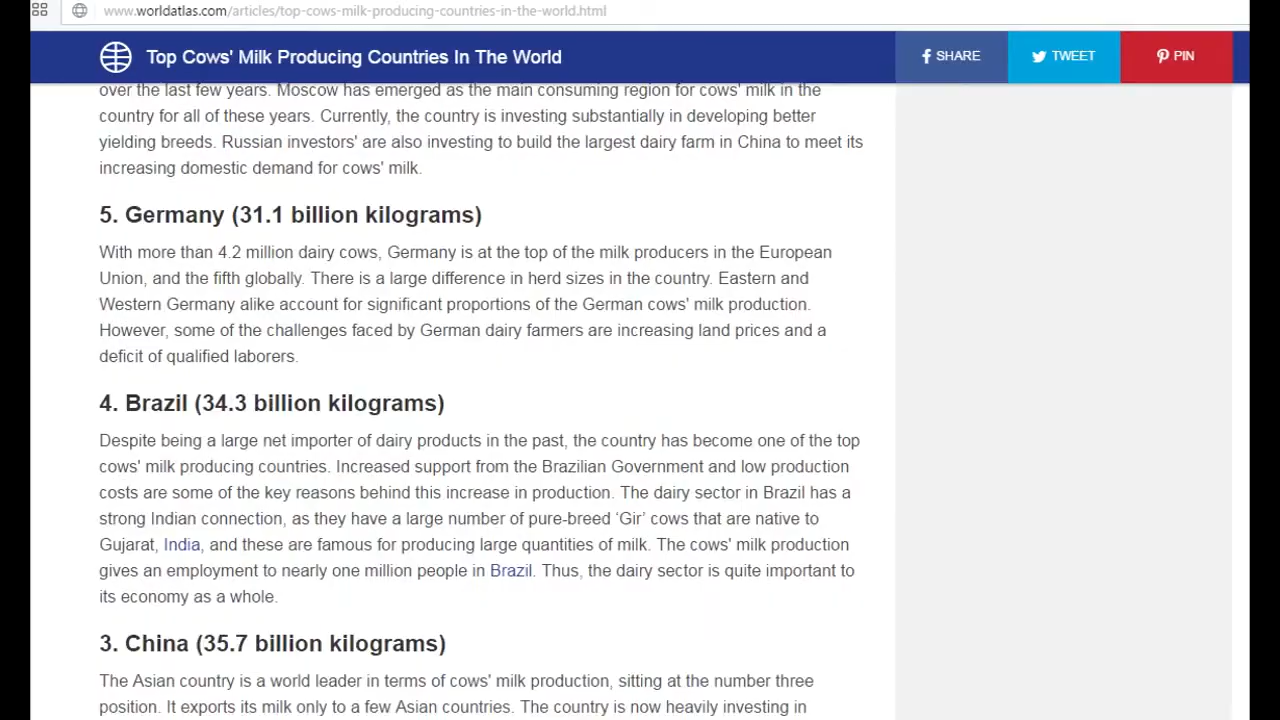 www.worldatlas.com/articles/top-cows-milk-producing-countries-in-the-world.html
Top Cows' Milk Producing Countries In The World
SHARE
TWEET
PIN
over the last few years. Moscow has emerged as the main consuming region for cows' milk in the
country for all of these years. Currently, the country is investing substantially in developing better
yielding breeds. Russian investors' are also investing to build the largest dairy farm in China to meet its
increasing domestic demand for cows' milk.
5. Germany (31.1 billion kilograms)
With more than 4.2 million dairy cows, Germany is at the top of the milk producers in the European
Union, and the fifth globally. There is a large difference in herd sizes in the country. Eastern and
Western Germany alike account for significant proportions of the German cows' milk production.
However, some of the challenges faced by German dairy farmers are increasing land prices and a
deficit of qualified laborers.
4. Brazil (34.3 billion kilograms)
Despite being a large net importer of dairy products in the past, the country has become one of the top
cows' milk producing countries. Increased support from the Brazilian Government and low production
costs are some of the key reasons behind this increase in production. The dairy sector in Brazil has a
strong Indian connection, as they have a large number of pure-breed ‘Gir’ cows that are native to
Gujarat, India, and these are famous for producing large quantities of milk. The cows' milk production
gives an employment to nearly one million people in Brazil. Thus, the dairy sector is quite important to
its economy as a whole.
3. China (35.7 billion kilograms)
The Asian country is a world leader in terms of cows' milk production, sitting at the number three
position. It exports its milk only to a few Asian countries. The country is now heavily investing in